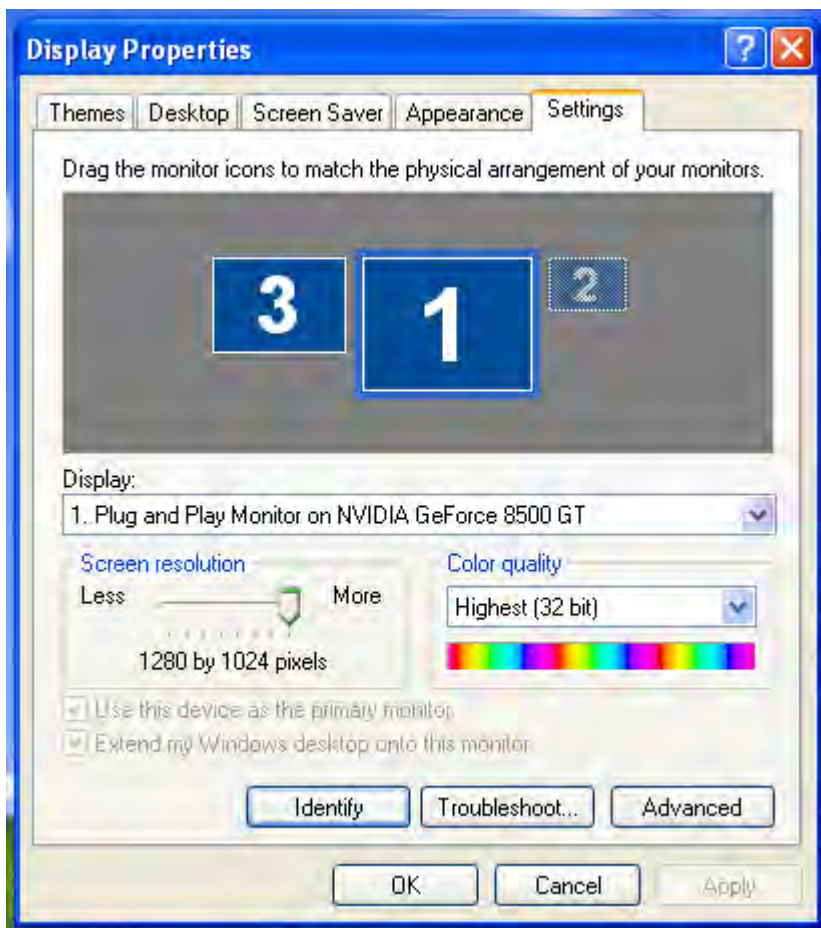 Display Properties
Themes Desktop Screen Saver Appearance Settings
Drag the monitor icons to match the physical arrangement of your monitors.
3 1 2
Display:
1. Plug and Play Monitor on NVIDIA GeForce 8500 GT
Screen resolution Color quality
Less More Highest (32 bit)
1280 by 1024 pixels
Use this device as the primary monitor.
Extend my Windows desktop onto this monitor.
Identify Troubleshoot... Advanced
OK Cancel Apply